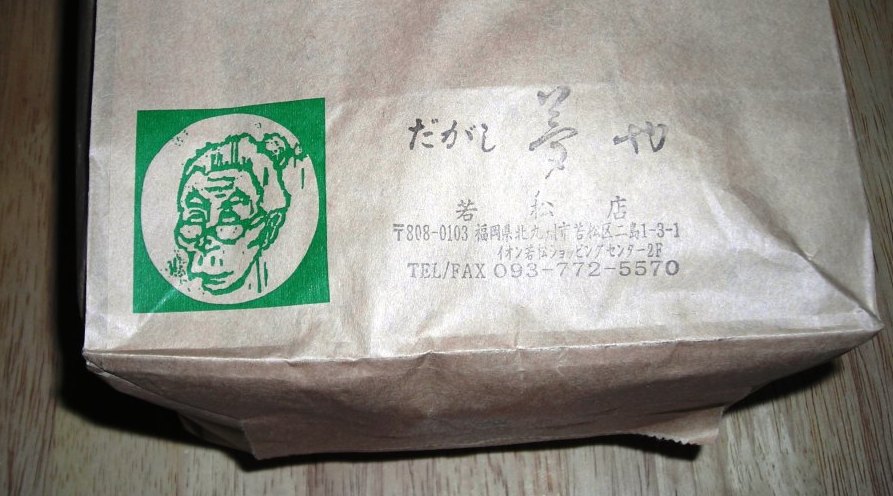 だがし 夢や
若松店
〒808-0103 福岡県北九州市若松区二島1-3-1
イオン若松ショッピングセンター2F
TEL/FAX 093-772-5570